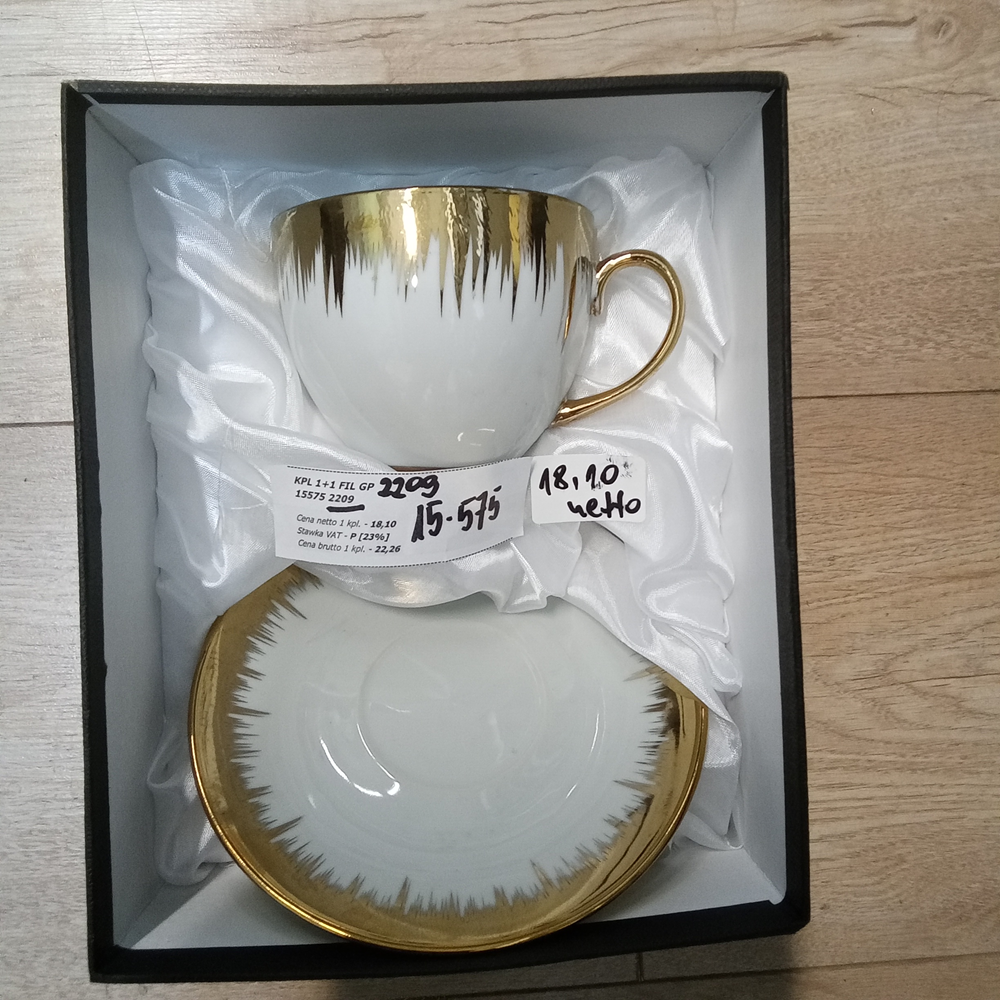 KPL 1+1 FIL GP 2209
15575 2209
15-575
Cena netto 1 kpl. - 18,10
Stawka VAT - P [23%]
Cena brutto 1 kpl. - 22,26
18,10
netto